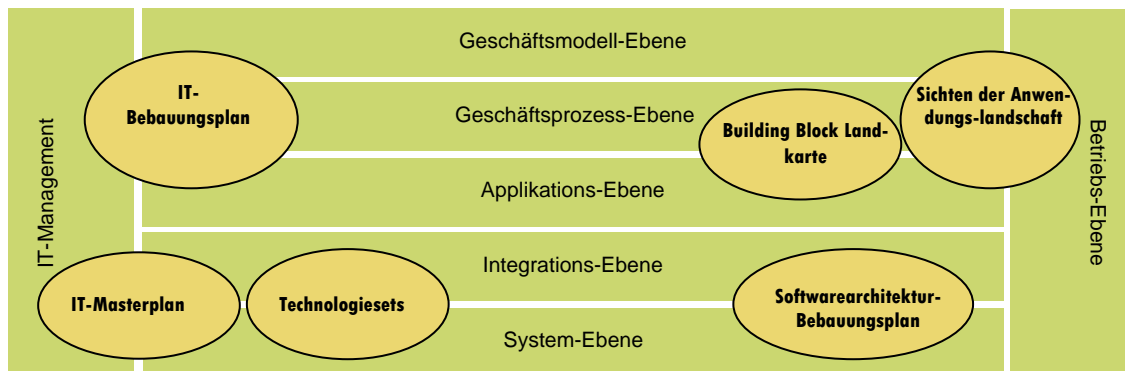 Geschäftsmodell-Ebene
IT-
Bebauungsplan
Sichten der Anwen-
dungs-landschaft
Geschäftsprozess-Ebene
Building Block Land-
karte
IT-Management
Betriebs-Ebene
Applikations-Ebene
Integrations-Ebene
IT-Masterplan
Technologiesets
Softwarearchitektur-
Bebauungsplan
System-Ebene